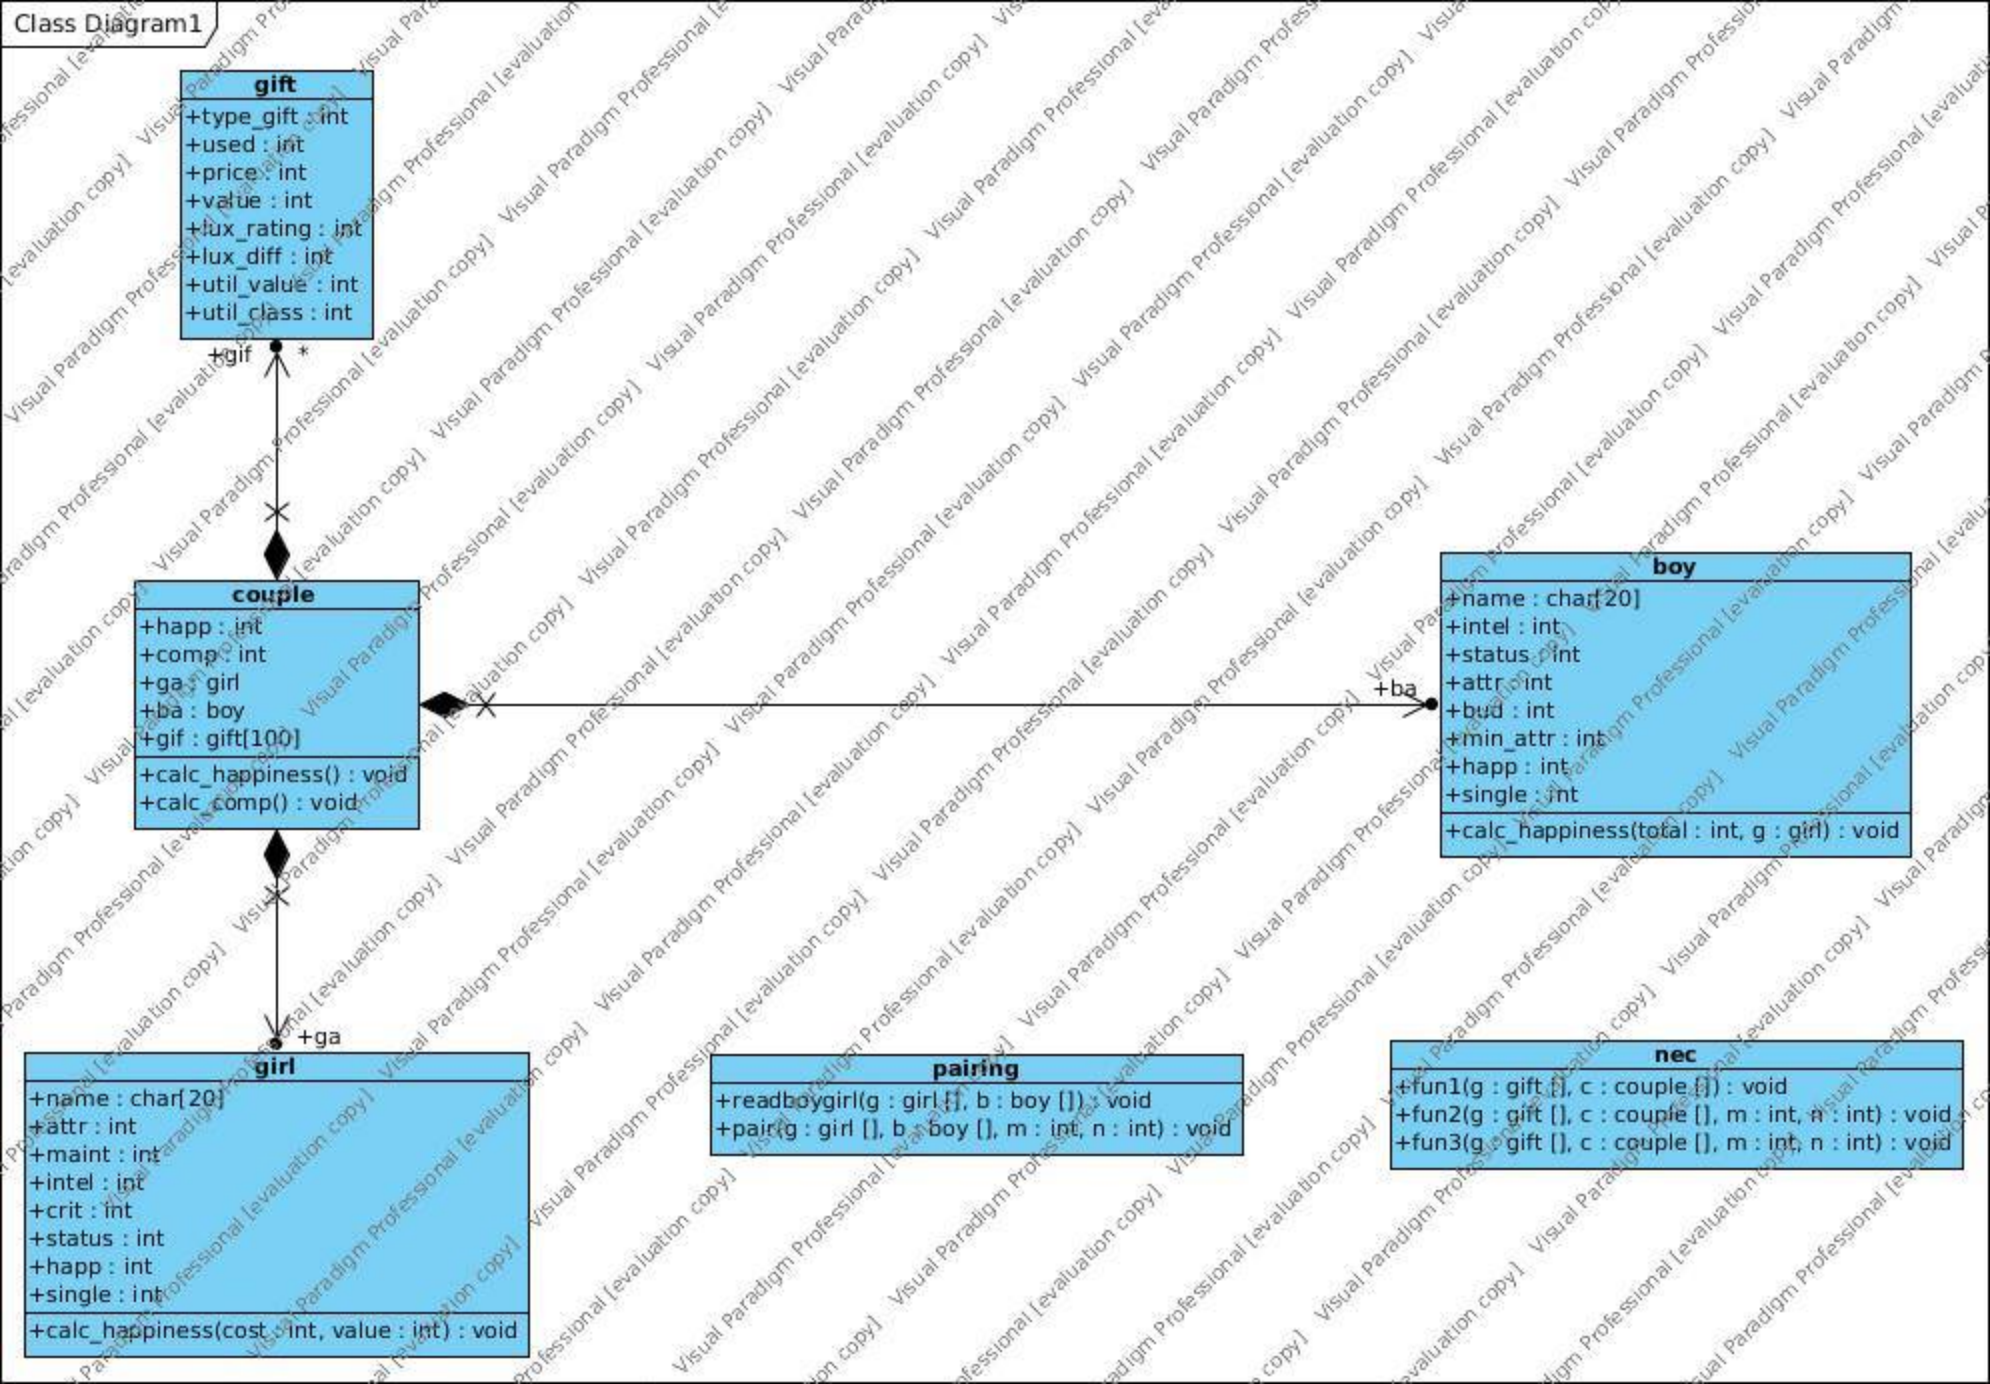 Class Diagram1
gift
+type_gift : int
+used : int
+price : int
+value : int
+lux_rating : int
+lux_diff : int
+util_value : int
+util_class : int
+gif *
couple
+happ : int
+comp : int
+ga : girl
+ba : boy
+gif : gift[100]
+calc_happiness() : void
+calc_comp() : void
+ba
boy
+name : char[20]
+intel : int
+status : int
+attr : int
+bud : int
+min_attr : int
+happ : int
+single : int
+calc_happiness(total : int, g : girl) : void
+ga
girl
+name : char[20]
+attr : int
+maint : int
+intel : int
+crit : int
+status : int
+happ : int
+single : int
+calc_happiness(cost : int, value : int) : void
pairing
+readboygirl(g : girl [], b : boy []) : void
+pair(g : girl [], b : boy [], m : int, n : int) : void
nec
+fun1(g : gift [], c : couple []) : void
+fun2(g : gift [], c : couple [], m : int, n : int) : void
+fun3(g : gift [], c : couple [], m : int, n : int) : void
Visual Paradigm Professional [evaluation copy]